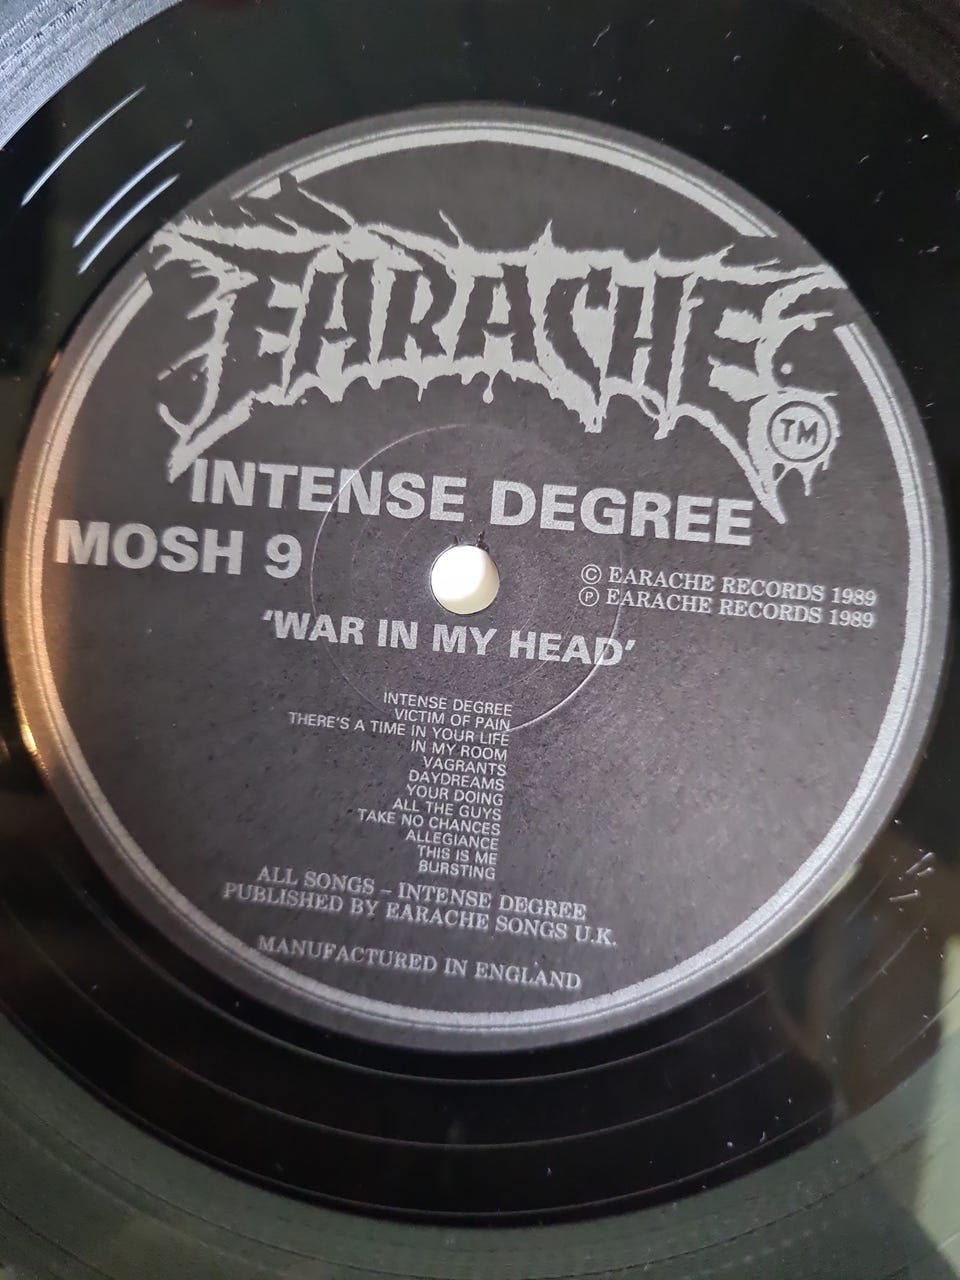 EARACHE
TM
INTENSE DEGREE
MOSH 9
© EARACHE RECORDS 1989
℗ EARACHE RECORDS 1989
'WAR IN MY HEAD'
INTENSE DEGREE
VICTIM OF PAIN
THERE'S A TIME IN YOUR LIFE
IN MY ROOM
VAGRANTS
DAYDREAMS
YOUR DOING
ALL THE GUYS
TAKE NO CHANCES
ALLEGIANCE
THIS IS ME
BURSTING
ALL SONGS – INTENSE DEGREE
PUBLISHED BY EARACHE SONGS U.K.
MANUFACTURED IN ENGLAND